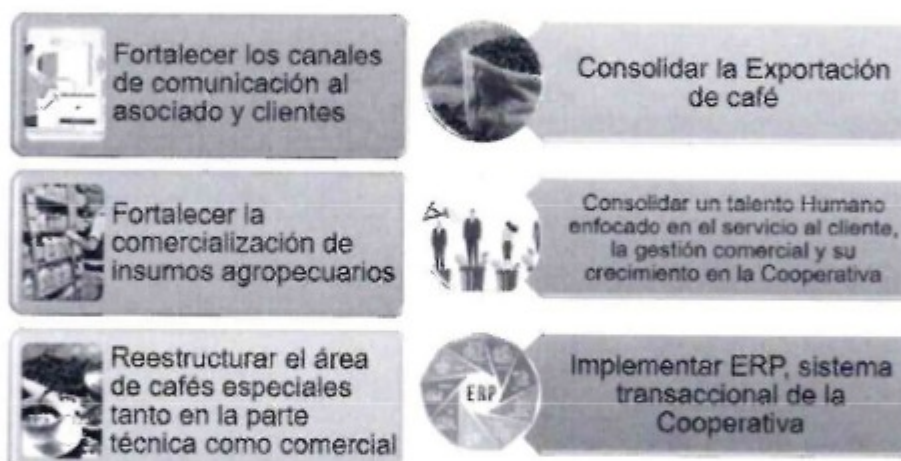 Fortalecer los canales
de comunicación al
asociado y clientes
Fortalecer la
comercialización de
insumos agropecuarios
Reestructurar el área
de cafés especiales
tanto en la parte
técnica como comercial
Consolidar la Exportación
de café
Consolidar un talento Humano
enfocado en el servicio al cliente,
la gestión comercial y su
crecimiento en la Cooperativa
ERP
Implementar ERP, sistema
transaccional de la
Cooperativa